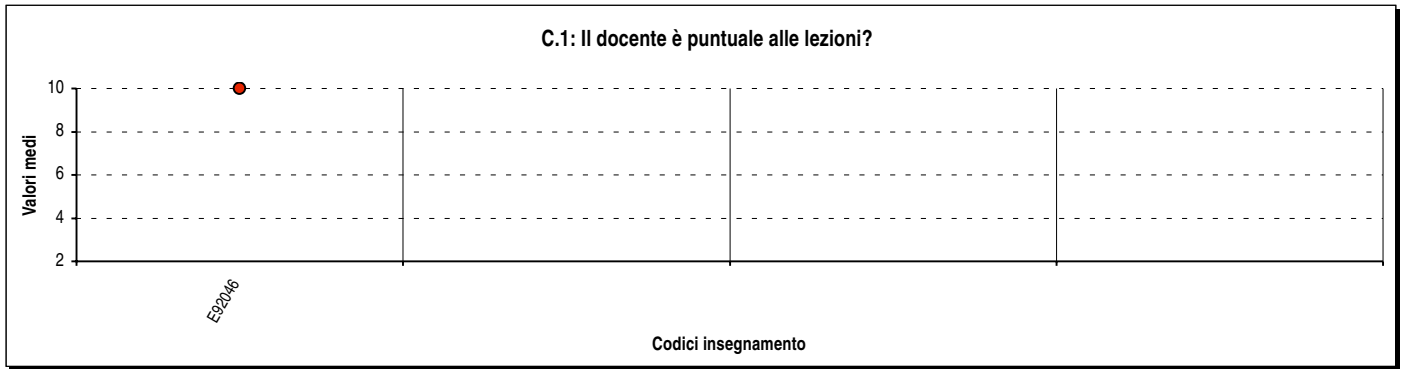 C.1: Il docente è puntuale alle lezioni?
10
8
6
4
2
Valori medi
E92046
Codici insegnamento